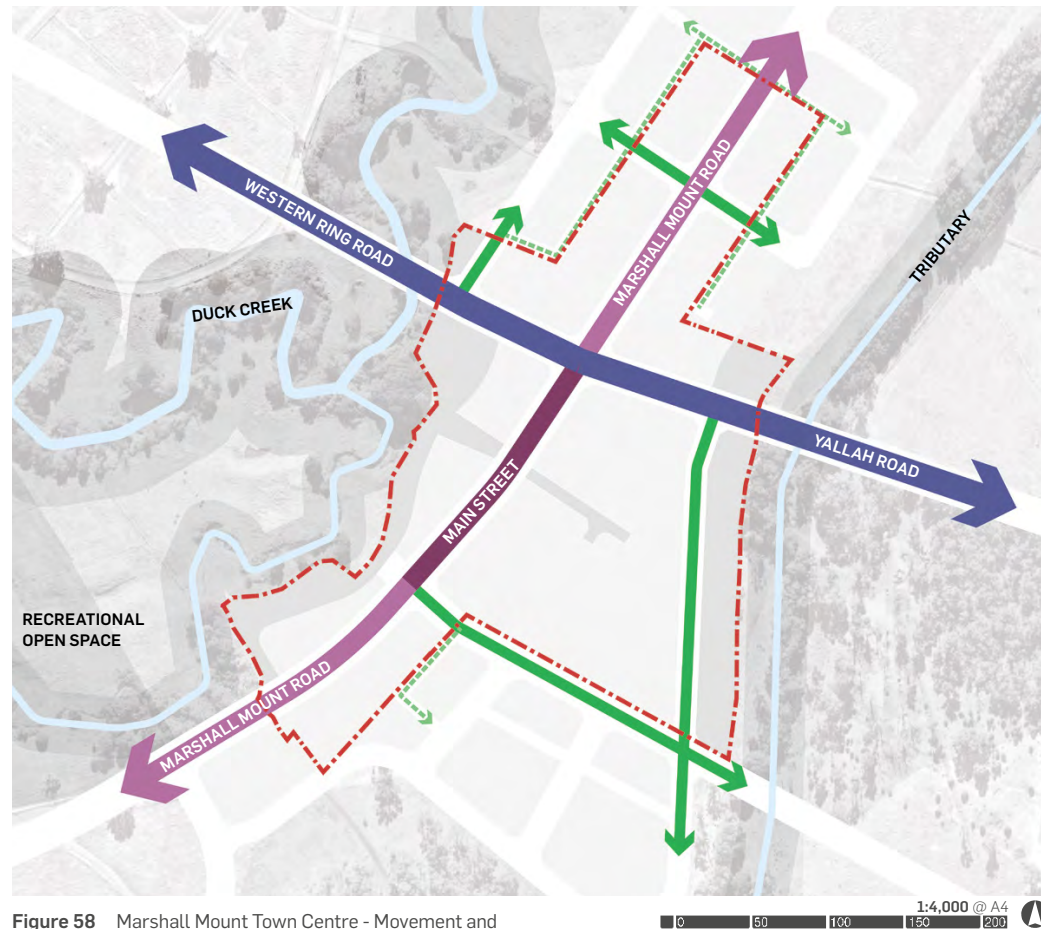 MARSHALL MOUNT ROAD
WESTERN RING ROAD
TRIBUTARY
DUCK CREEK
YALLAH ROAD
MAIN STREET
RECREATIONAL
OPEN SPACE
MARSHALL MOUNT ROAD
1:4,000 @ A4
Figure 58 Marshall Mount Town Centre - Movement and
0 50 100 150 200